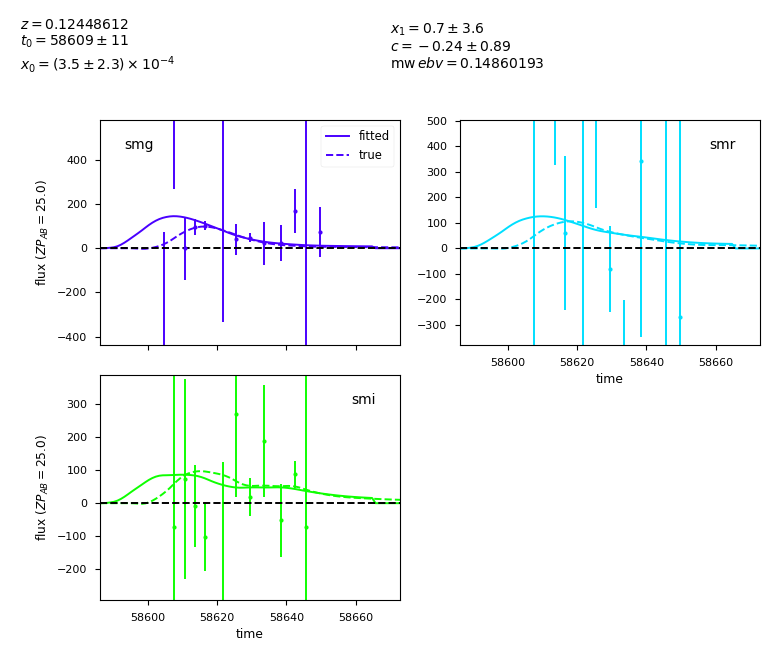 z = 0.12448612
t₀ = 58609 ± 11
x₀ = (3.5 ± 2.3) × 10⁻⁴
x₁ = 0.7 ± 3.6
c = −0.24 ± 0.89
mw ebv = 0.14860193
smg
fitted
true
400
200
0
−200
−400
flux (ZP_AB = 25.0)
smr
500
400
300
200
100
0
−100
−200
−300
58600 58620 58640 58660
time
smi
300
200
100
0
−100
−200
flux (ZP_AB = 25.0)
58600 58620 58640 58660
time